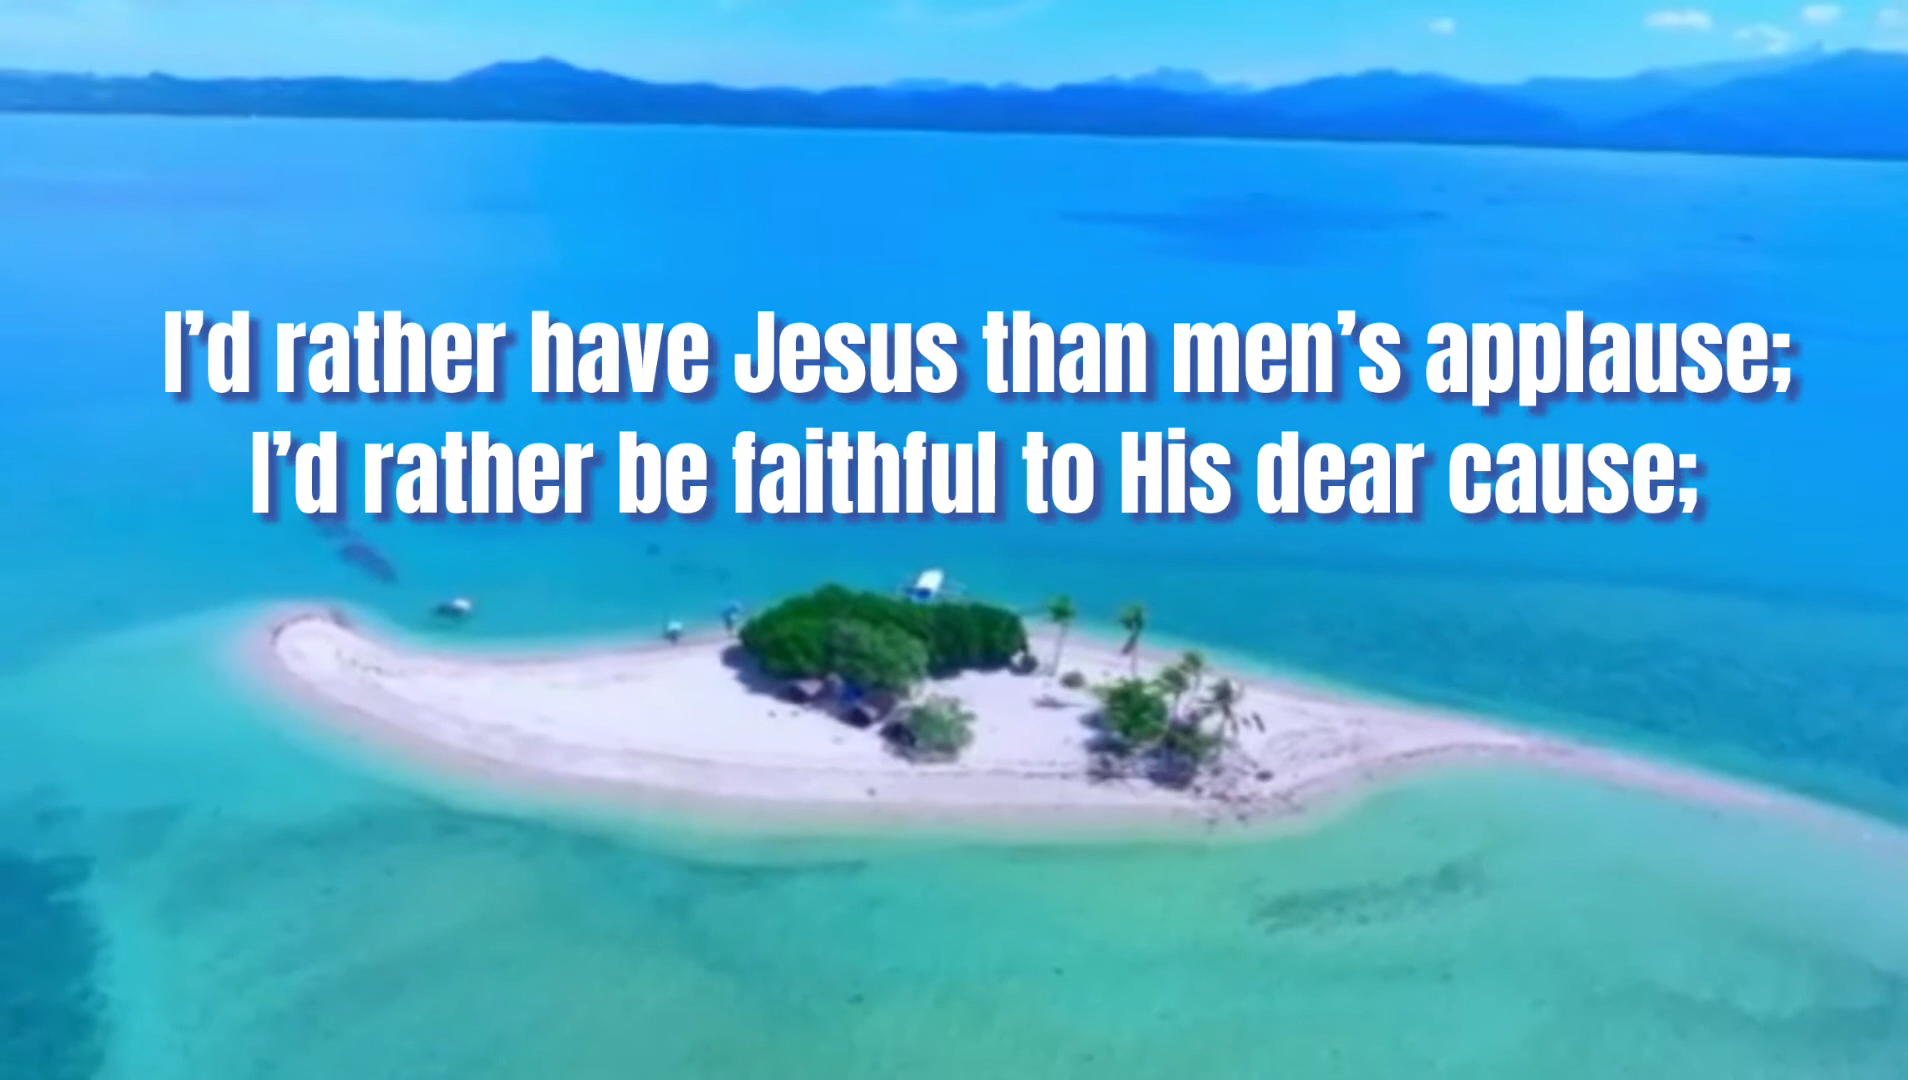 I’d rather have Jesus than men’s applause;
I’d rather be faithful to His dear cause;